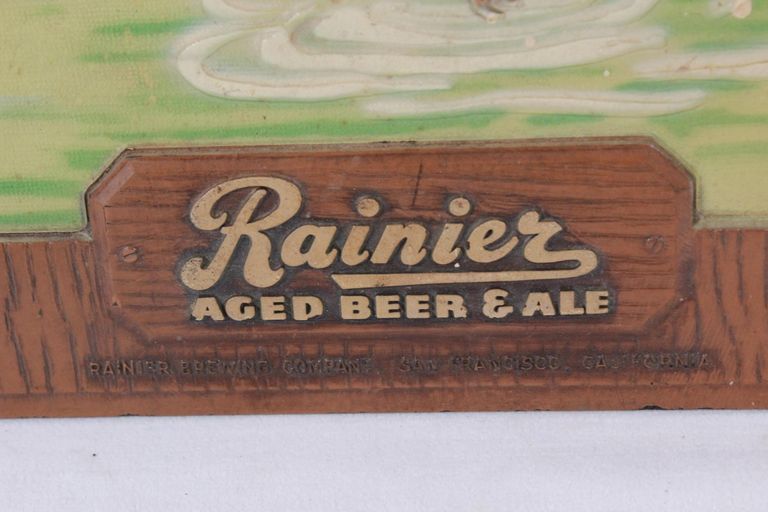 Rainier
AGED BEER & ALE
RAINIER BREWING COMPANY, SAN FRANCISCO, CALIFORNIA